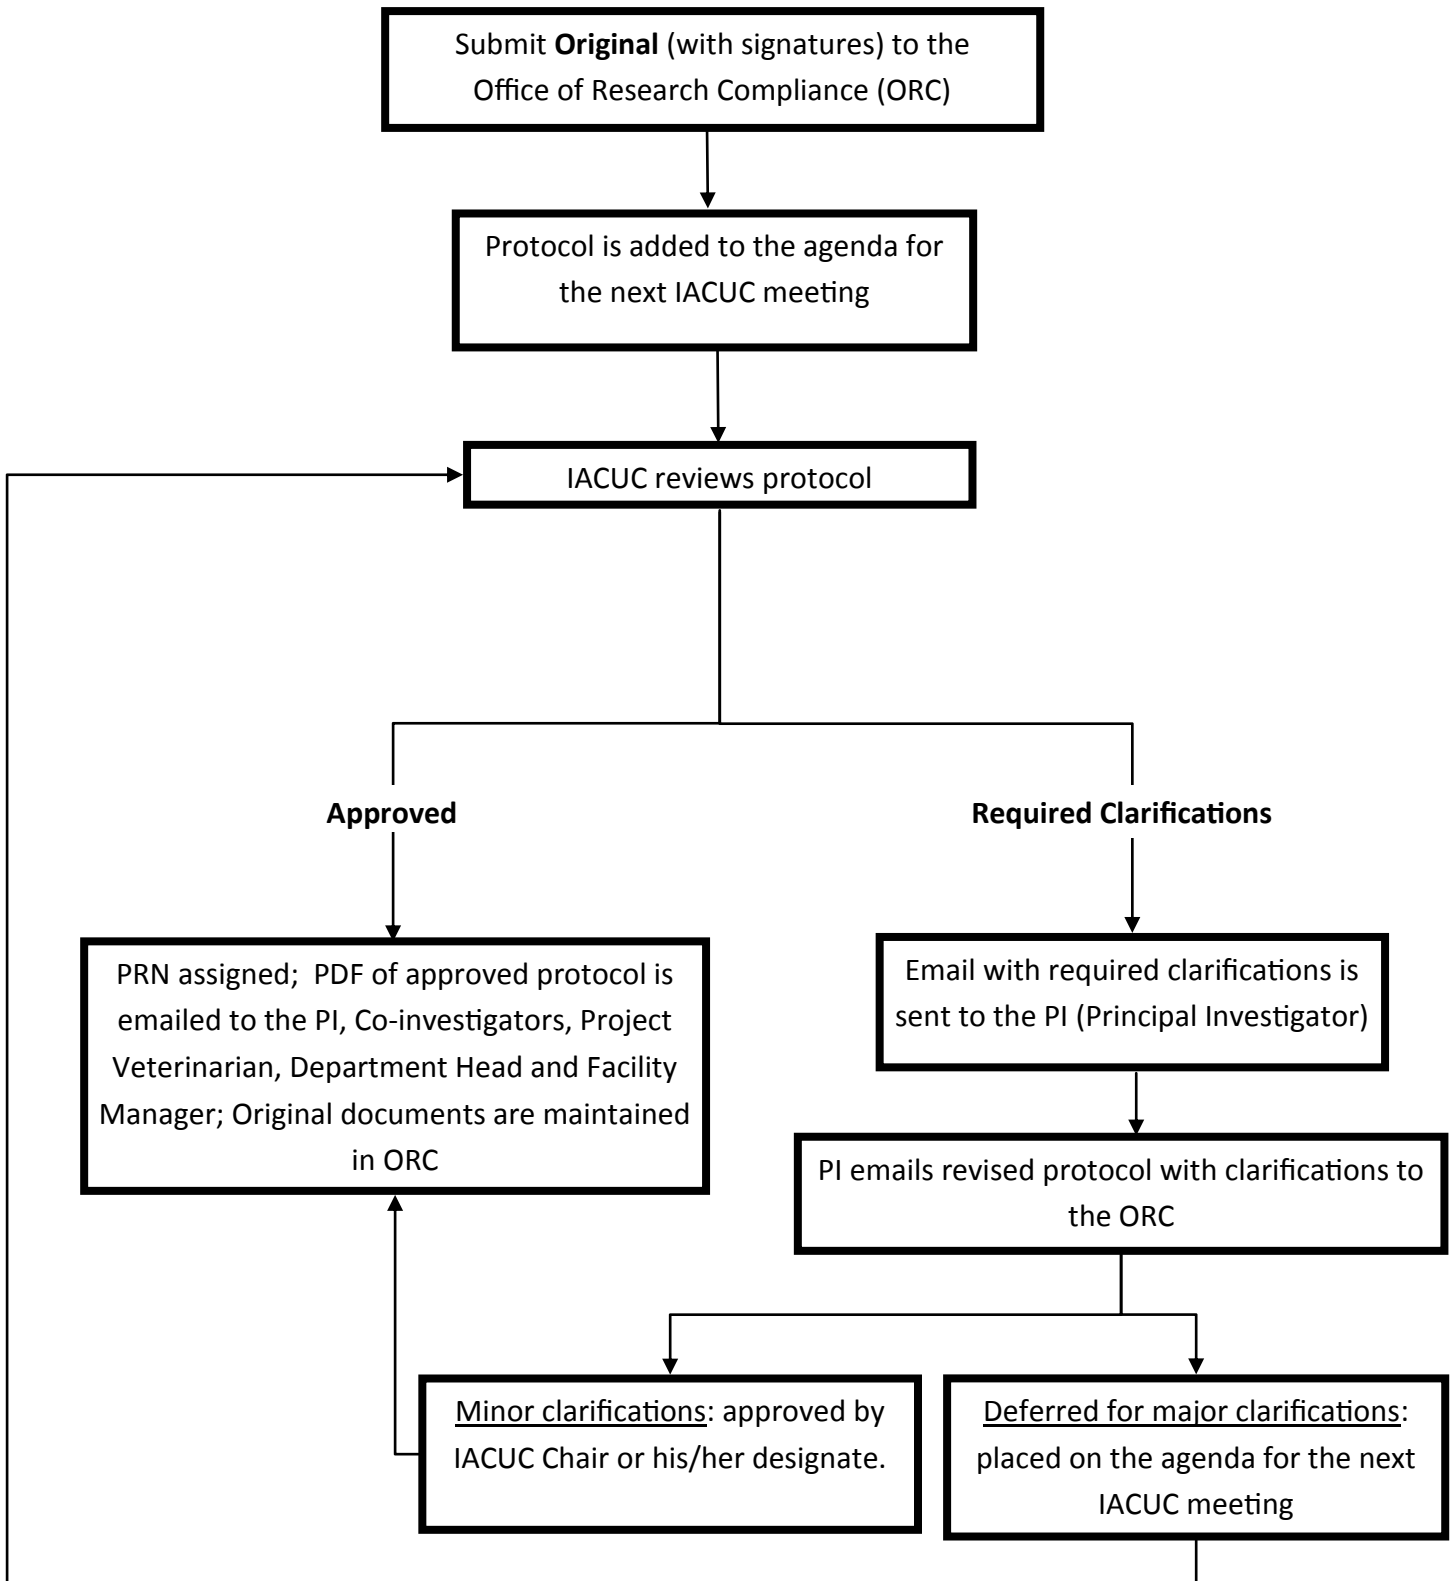 Submit Original (with signatures) to the
Office of Research Compliance (ORC)
Protocol is added to the agenda for
the next IACUC meeting
IACUC reviews protocol
Approved
Required Clarifications
PRN assigned;  PDF of approved protocol is
emailed to the PI, Co-investigators, Project
Veterinarian, Department Head and Facility
Manager; Original documents are maintained
in ORC
Email with required clarifications is
sent to the PI (Principal Investigator)
PI emails revised protocol with clarifications to
the ORC
Minor clarifications: approved by
IACUC Chair or his/her designate.
Deferred for major clarifications:
placed on the agenda for the next
IACUC meeting